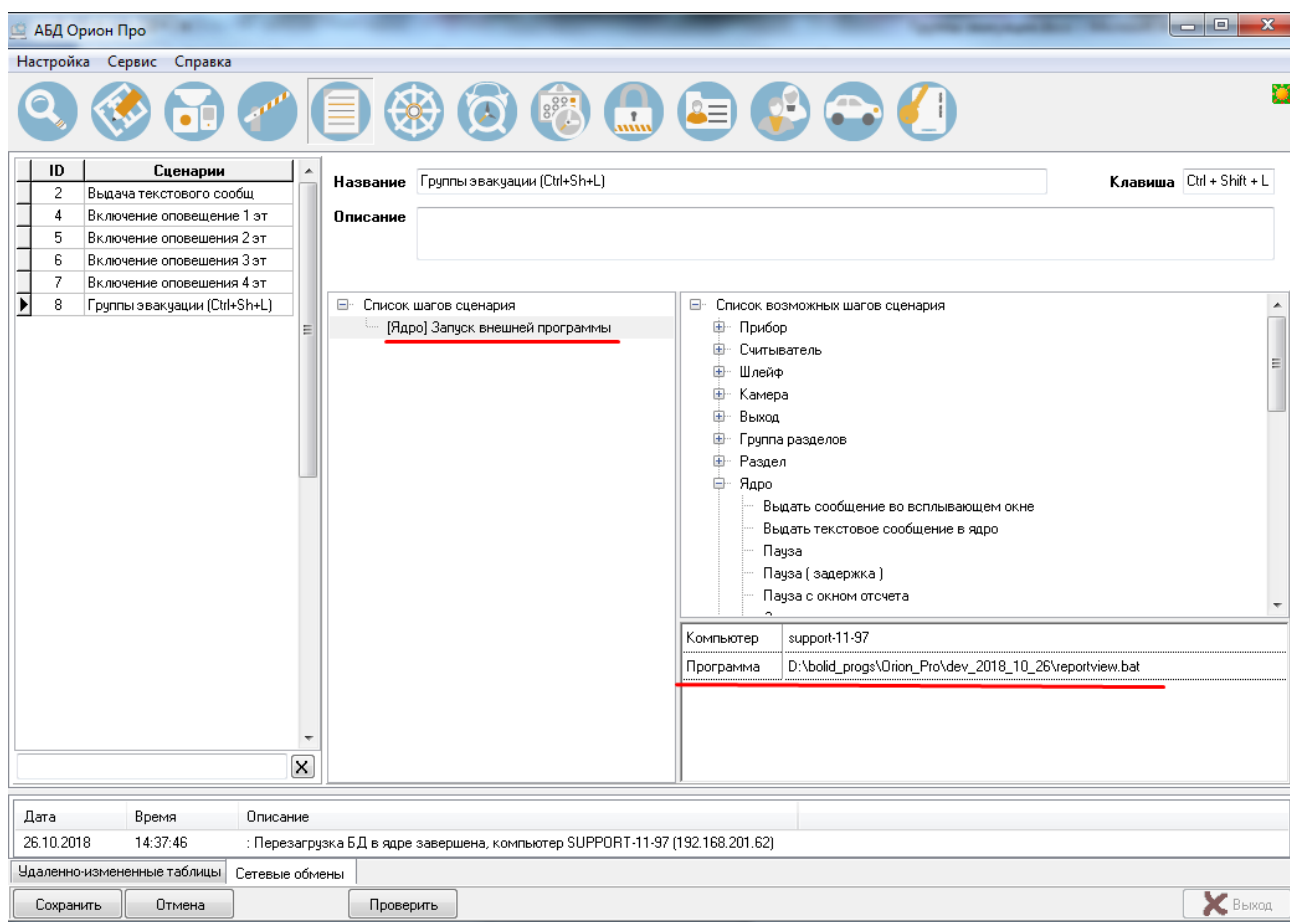 АБД Орион Про
Настройка Сервис Справка
ID Сценарии
2 Выдача текстового сообщ
4 Включение оповещение 1 эт
5 Включение оповешения 2 эт
6 Включение оповешения 3 эт
7 Включение оповешения 4 эт
8 Группы эвакуации (Ctrl+Sh+L)
Название Группы эвакуации (Ctrl+Sh+L) Клавиша Ctrl + Shift + L
Описание
Список шагов сценария
[Ядро] Запуск внешней программы
Список возможных шагов сценария
Прибор
Считыватель
Шлейф
Камера
Выход
Группа разделов
Раздел
Ядро
Выдать сообщение во всплывающем окне
Выдать текстовое сообщение в ядро
Пауза
Пауза ( задержка )
Пауза с окном отсчета
Компьютер support-11-97
Программа D:\bolid_progs\Orion_Pro\dev_2018_10_26\reportview.bat
X
Дата Время Описание
26.10.2018 14:37:46 : Перезагрузка БД в ядре завершена, компьютер SUPPORT-11-97 (192.168.201.62)
Удаленно-измененные таблицы Сетевые обмены
Сохранить Отмена Проверить Выход